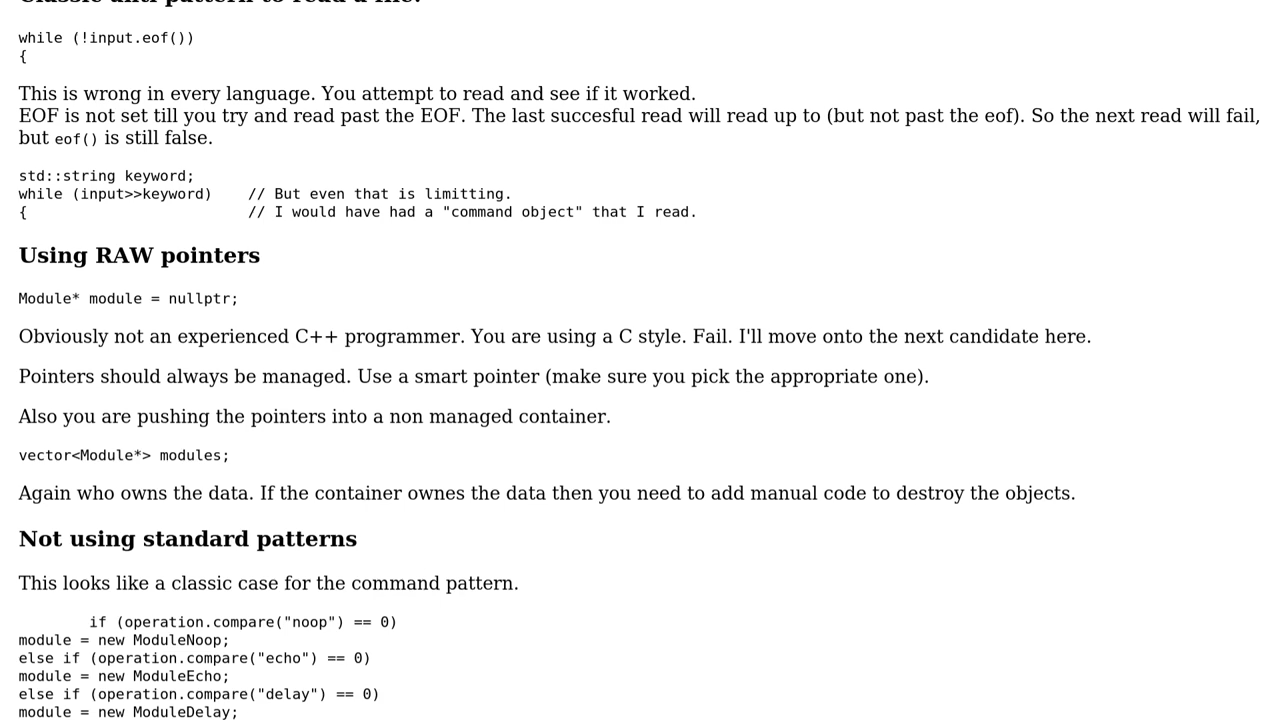 Classic anti pattern to read a file.
while (!input.eof())
{
This is wrong in every language. You attempt to read and see if it worked.
EOF is not set till you try and read past the EOF. The last succesful read will read up to (but not past the eof). So the next read will fail,
but eof() is still false.
std::string keyword;
while (input>>keyword)    // But even that is limitting.
{                         // I would have had a "command object" that I read.
Using RAW pointers
Module* module = nullptr;
Obviously not an experienced C++ programmer. You are using a C style. Fail. I'll move onto the next candidate here.
Pointers should always be managed. Use a smart pointer (make sure you pick the appropriate one).
Also you are pushing the pointers into a non managed container.
vector<Module*> modules;
Again who owns the data. If the container ownes the data then you need to add manual code to destroy the objects.
Not using standard patterns
This looks like a classic case for the command pattern.
        if (operation.compare("noop") == 0)
module = new ModuleNoop;
else if (operation.compare("echo") == 0)
module = new ModuleEcho;
else if (operation.compare("delay") == 0)
module = new ModuleDelay;